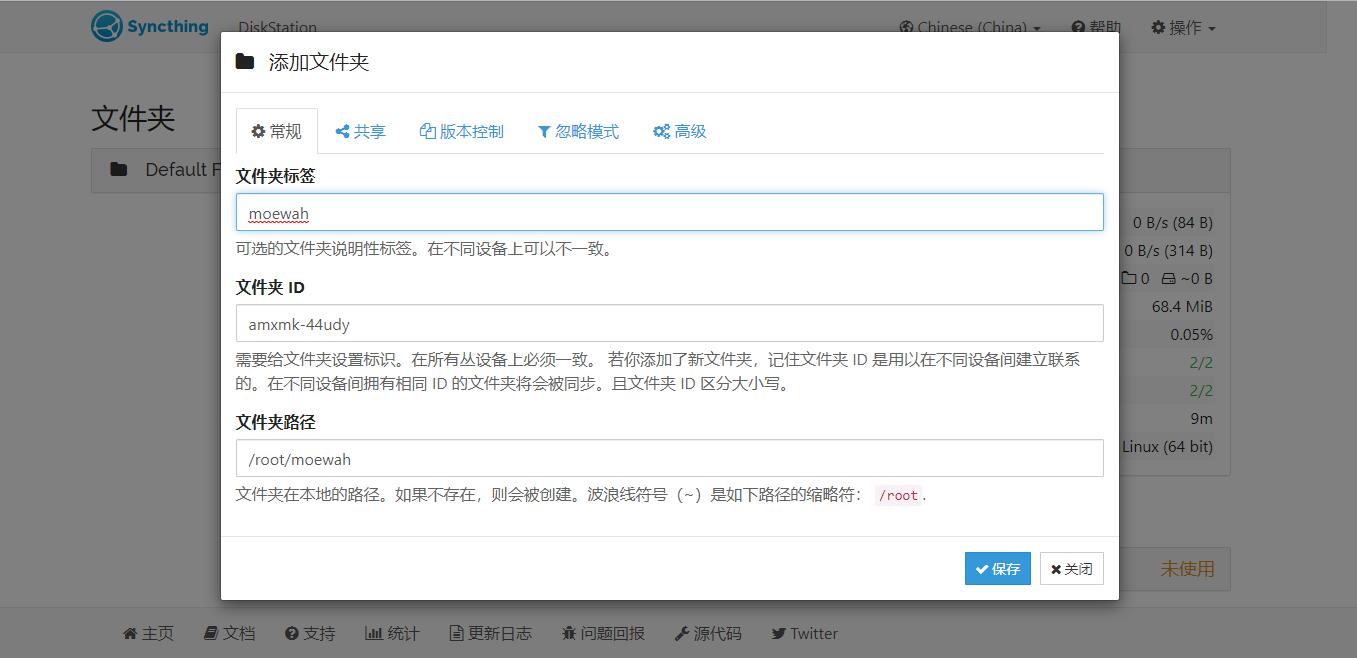 Syncthing DiskStation Chinese (China) 帮助 操作
添加文件夹
常规 共享 版本控制 忽略模式 高级
文件夹
Default F
文件夹标签
moewah
可选的文件夹说明性标签。在不同设备上可以不一致。
文件夹 ID
amxmk-44udy
需要给文件夹设置标识。在所有丛设备上必须一致。 若你添加了新文件夹，记住文件夹 ID 是用以在不同设备间建立联系
的。在不同设备间拥有相同 ID 的文件夹将会被同步。且文件夹 ID 区分大小写。
文件夹路径
/root/moewah
文件夹在本地的路径。如果不存在，则会被创建。波浪线符号（~）是如下路径的缩略符： /root.
保存 关闭
0 B/s (84 B)
0 B/s (314 B)
0 ~0 B
68.4 MiB
0.05%
2/2
2/2
9m
Linux (64 bit)
未使用
主页 文档 支持 统计 更新日志 问题回报 源代码 Twitter